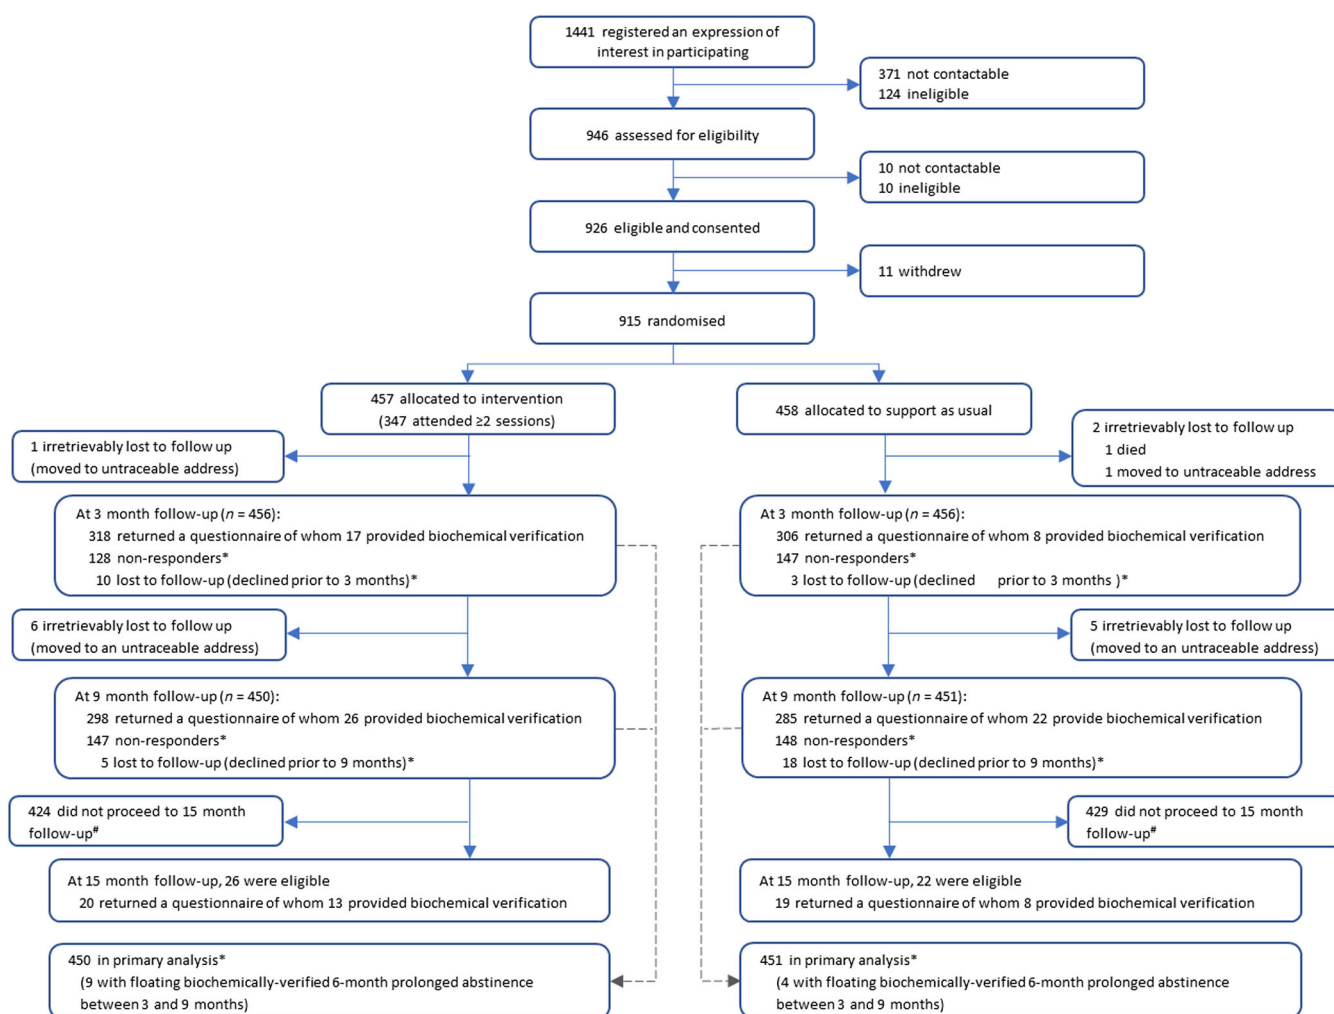 1441 registered an expression of
interest in participating
371 not contactable
124 ineligible
946 assessed for eligibility
10 not contactable
10 ineligible
926 eligible and consented
11 withdrew
915 randomised
457 allocated to intervention
(347 attended ≥2 sessions)
458 allocated to support as usual
1 irretrievably lost to follow up
(moved to untraceable address)
2 irretrievably lost to follow up
1 died
1 moved to untraceable address
At 3 month follow-up (n = 456):
318 returned a questionnaire of whom 17 provided biochemical verification
128 non-responders*
10 lost to follow-up (declined prior to 3 months)*
At 3 month follow-up (n = 456):
306 returned a questionnaire of whom 8 provided biochemical verification
147 non-responders*
3 lost to follow-up (declined prior to 3 months )*
6 irretrievably lost to follow up
(moved to an untraceable address)
5 irretrievably lost to follow up
(moved to an untraceable address)
At 9 month follow-up (n = 450):
298 returned a questionnaire of whom 26 provided biochemical verification
147 non-responders*
5 lost to follow-up (declined prior to 9 months)*
At 9 month follow-up (n = 451):
285 returned a questionnaire of whom 22 provide biochemical verification
148 non-responders*
18 lost to follow-up (declined prior to 9 months)*
424 did not proceed to 15 month
follow-up#
429 did not proceed to 15 month
follow-up#
At 15 month follow-up, 26 were eligible
20 returned a questionnaire of whom 13 provided biochemical verification
At 15 month follow-up, 22 were eligible
19 returned a questionnaire of whom 8 provided biochemical verification
450 in primary analysis*
(9 with floating biochemically-verified 6-month prolonged abstinence
between 3 and 9 months)
451 in primary analysis*
(4 with floating biochemically-verified 6-month prolonged abstinence
between 3 and 9 months)